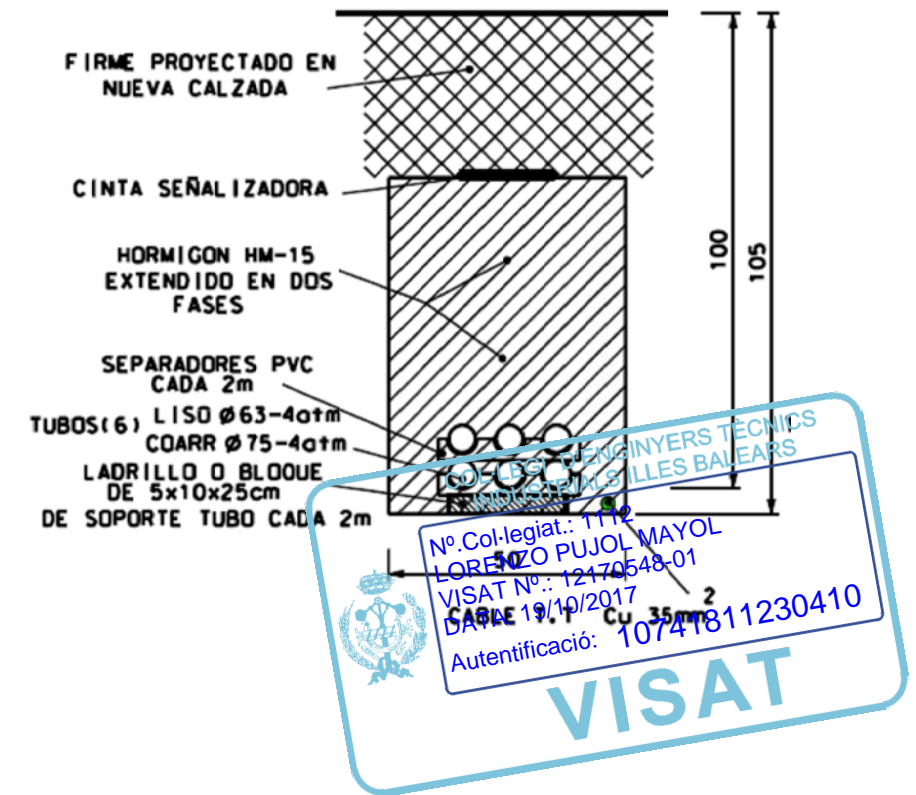 FIRME PROYECTADO EN
NUEVA CALZADA
CINTA SEÑALIZADORA
HORMIGON HM-15
EXTENDIDO EN DOS
FASES
SEPARADORES PVC
CADA 2m
TUBOS(6) LISO Ø63-4atm
COARR Ø75-4atm
LADRILLO O BLOQUE
DE 5x10x25cm
DE SOPORTE TUBO CADA 2m
100
105
50
CABLE T.T Cu 35mm2
COL·LEGI D'ENGINYERS TÈCNICS
INDUSTRIALS ILLES BALEARS
Nº.Col·legiat.: 1112
LORENZO PUJOL MAYOL
VISAT Nº.: 12170548-01
DATA: 19/10/2017
Autentificació: 10741811230410
VISAT